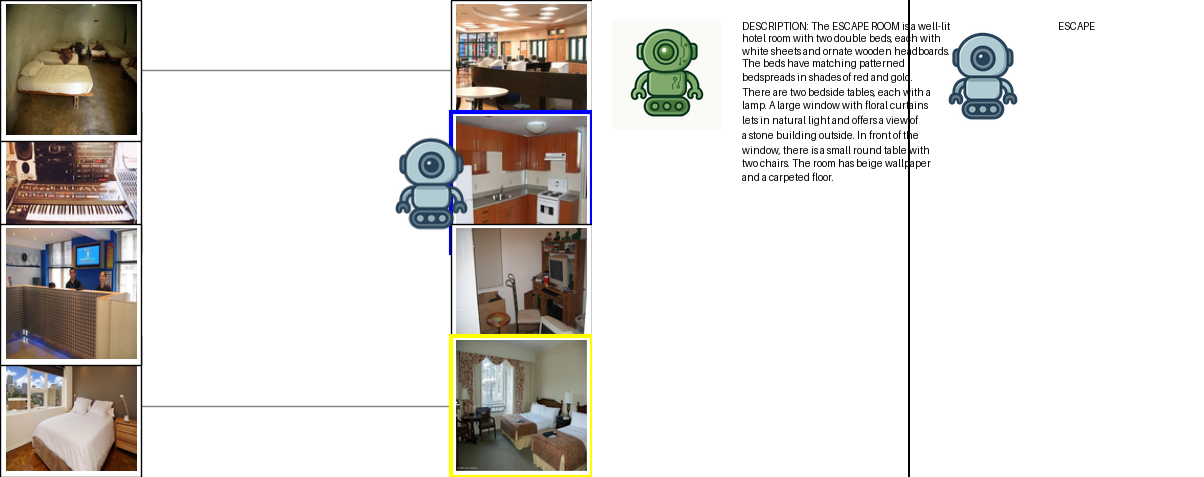 DESCRIPTION: The ESCAPE ROOM is a well-lit
hotel room with two double beds, each with
white sheets and ornate wooden headboards.
The beds have matching patterned
bedspreads in shades of red and gold.
There are two bedside tables, each with a
lamp. A large window with floral curtains
lets in natural light and offers a view of
a stone building outside. In front of the
window, there is a small round table with
two chairs. The room has beige wallpaper
and a carpeted floor.
ESCAPE